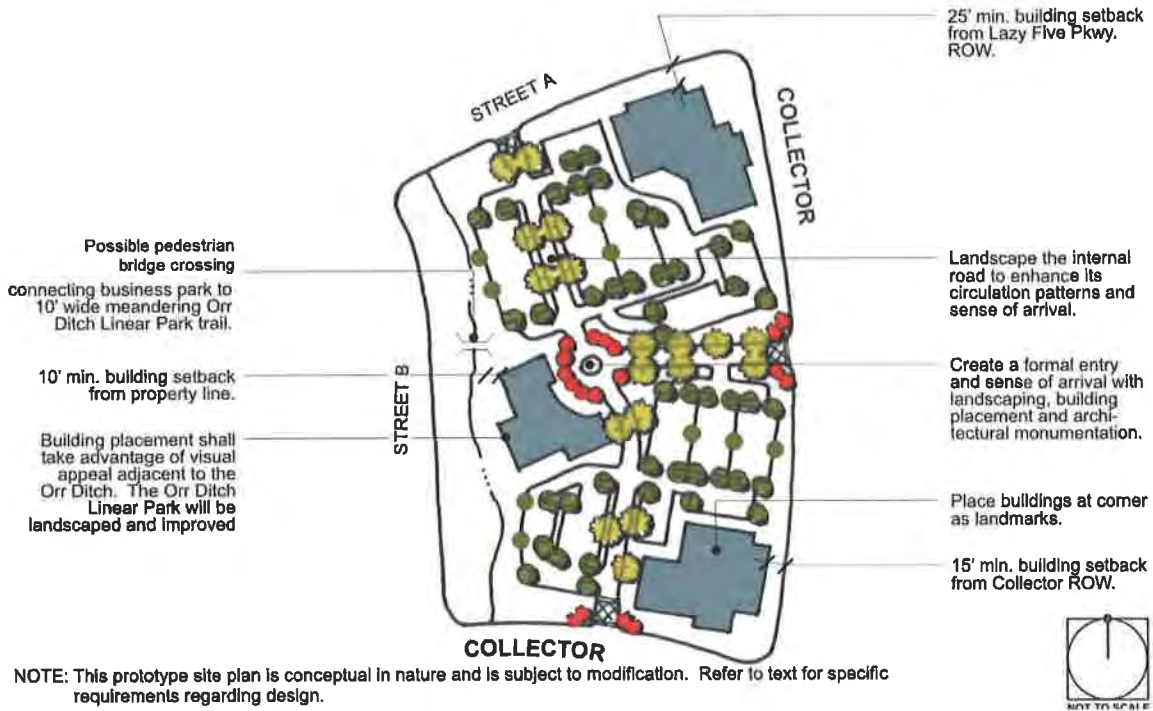 25' min. building setback
from Lazy Five Pkwy.
ROW.
STREET A
COLLECTOR
Possible pedestrian
bridge crossing
connecting business park to
10' wide meandering Orr
Ditch Linear Park trail.
Landscape the internal
road to enhance its
circulation patterns and
sense of arrival.
10' min. building setback
from property line.
STREET B
Create a formal entry
and sense of arrival with
landscaping, building
placement and archi-
tectural monumentation.
Building placement shall
take advantage of visual
appeal adjacent to the
Orr Ditch. The Orr Ditch
Linear Park will be
landscaped and improved
Place buildings at corner
as landmarks.
15' min. building setback
from Collector ROW.
COLLECTOR
NOTE: This prototype site plan is conceptual in nature and is subject to modification. Refer to text for specific
requirements regarding design.
NOT TO SCALE